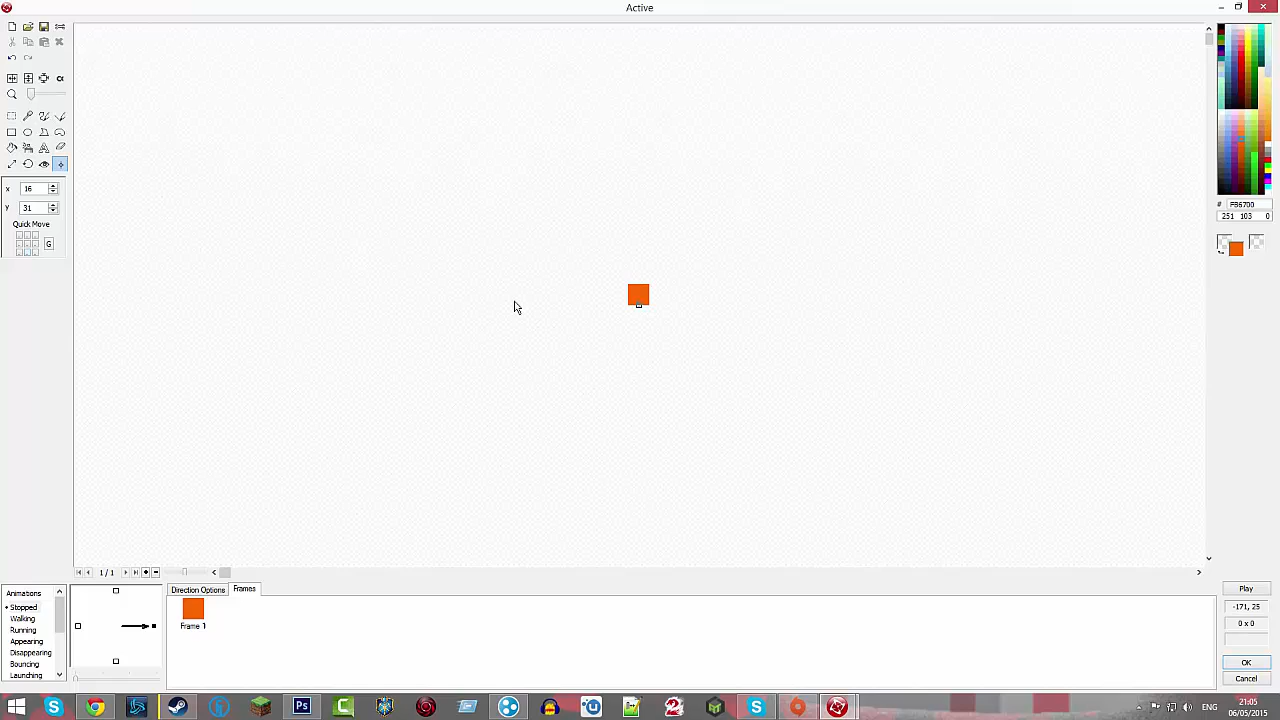 Active
x 16
y 31
Quick Move
G
# FB6700
251 103 0
1 / 1
Animations
Stopped
Walking
Running
Appearing
Disappearing
Bouncing
Launching
Direction Options
Frames
Frame 1
Play
-171, 25
0 x 0
OK
Cancel
ENG
21:05
06/05/2015